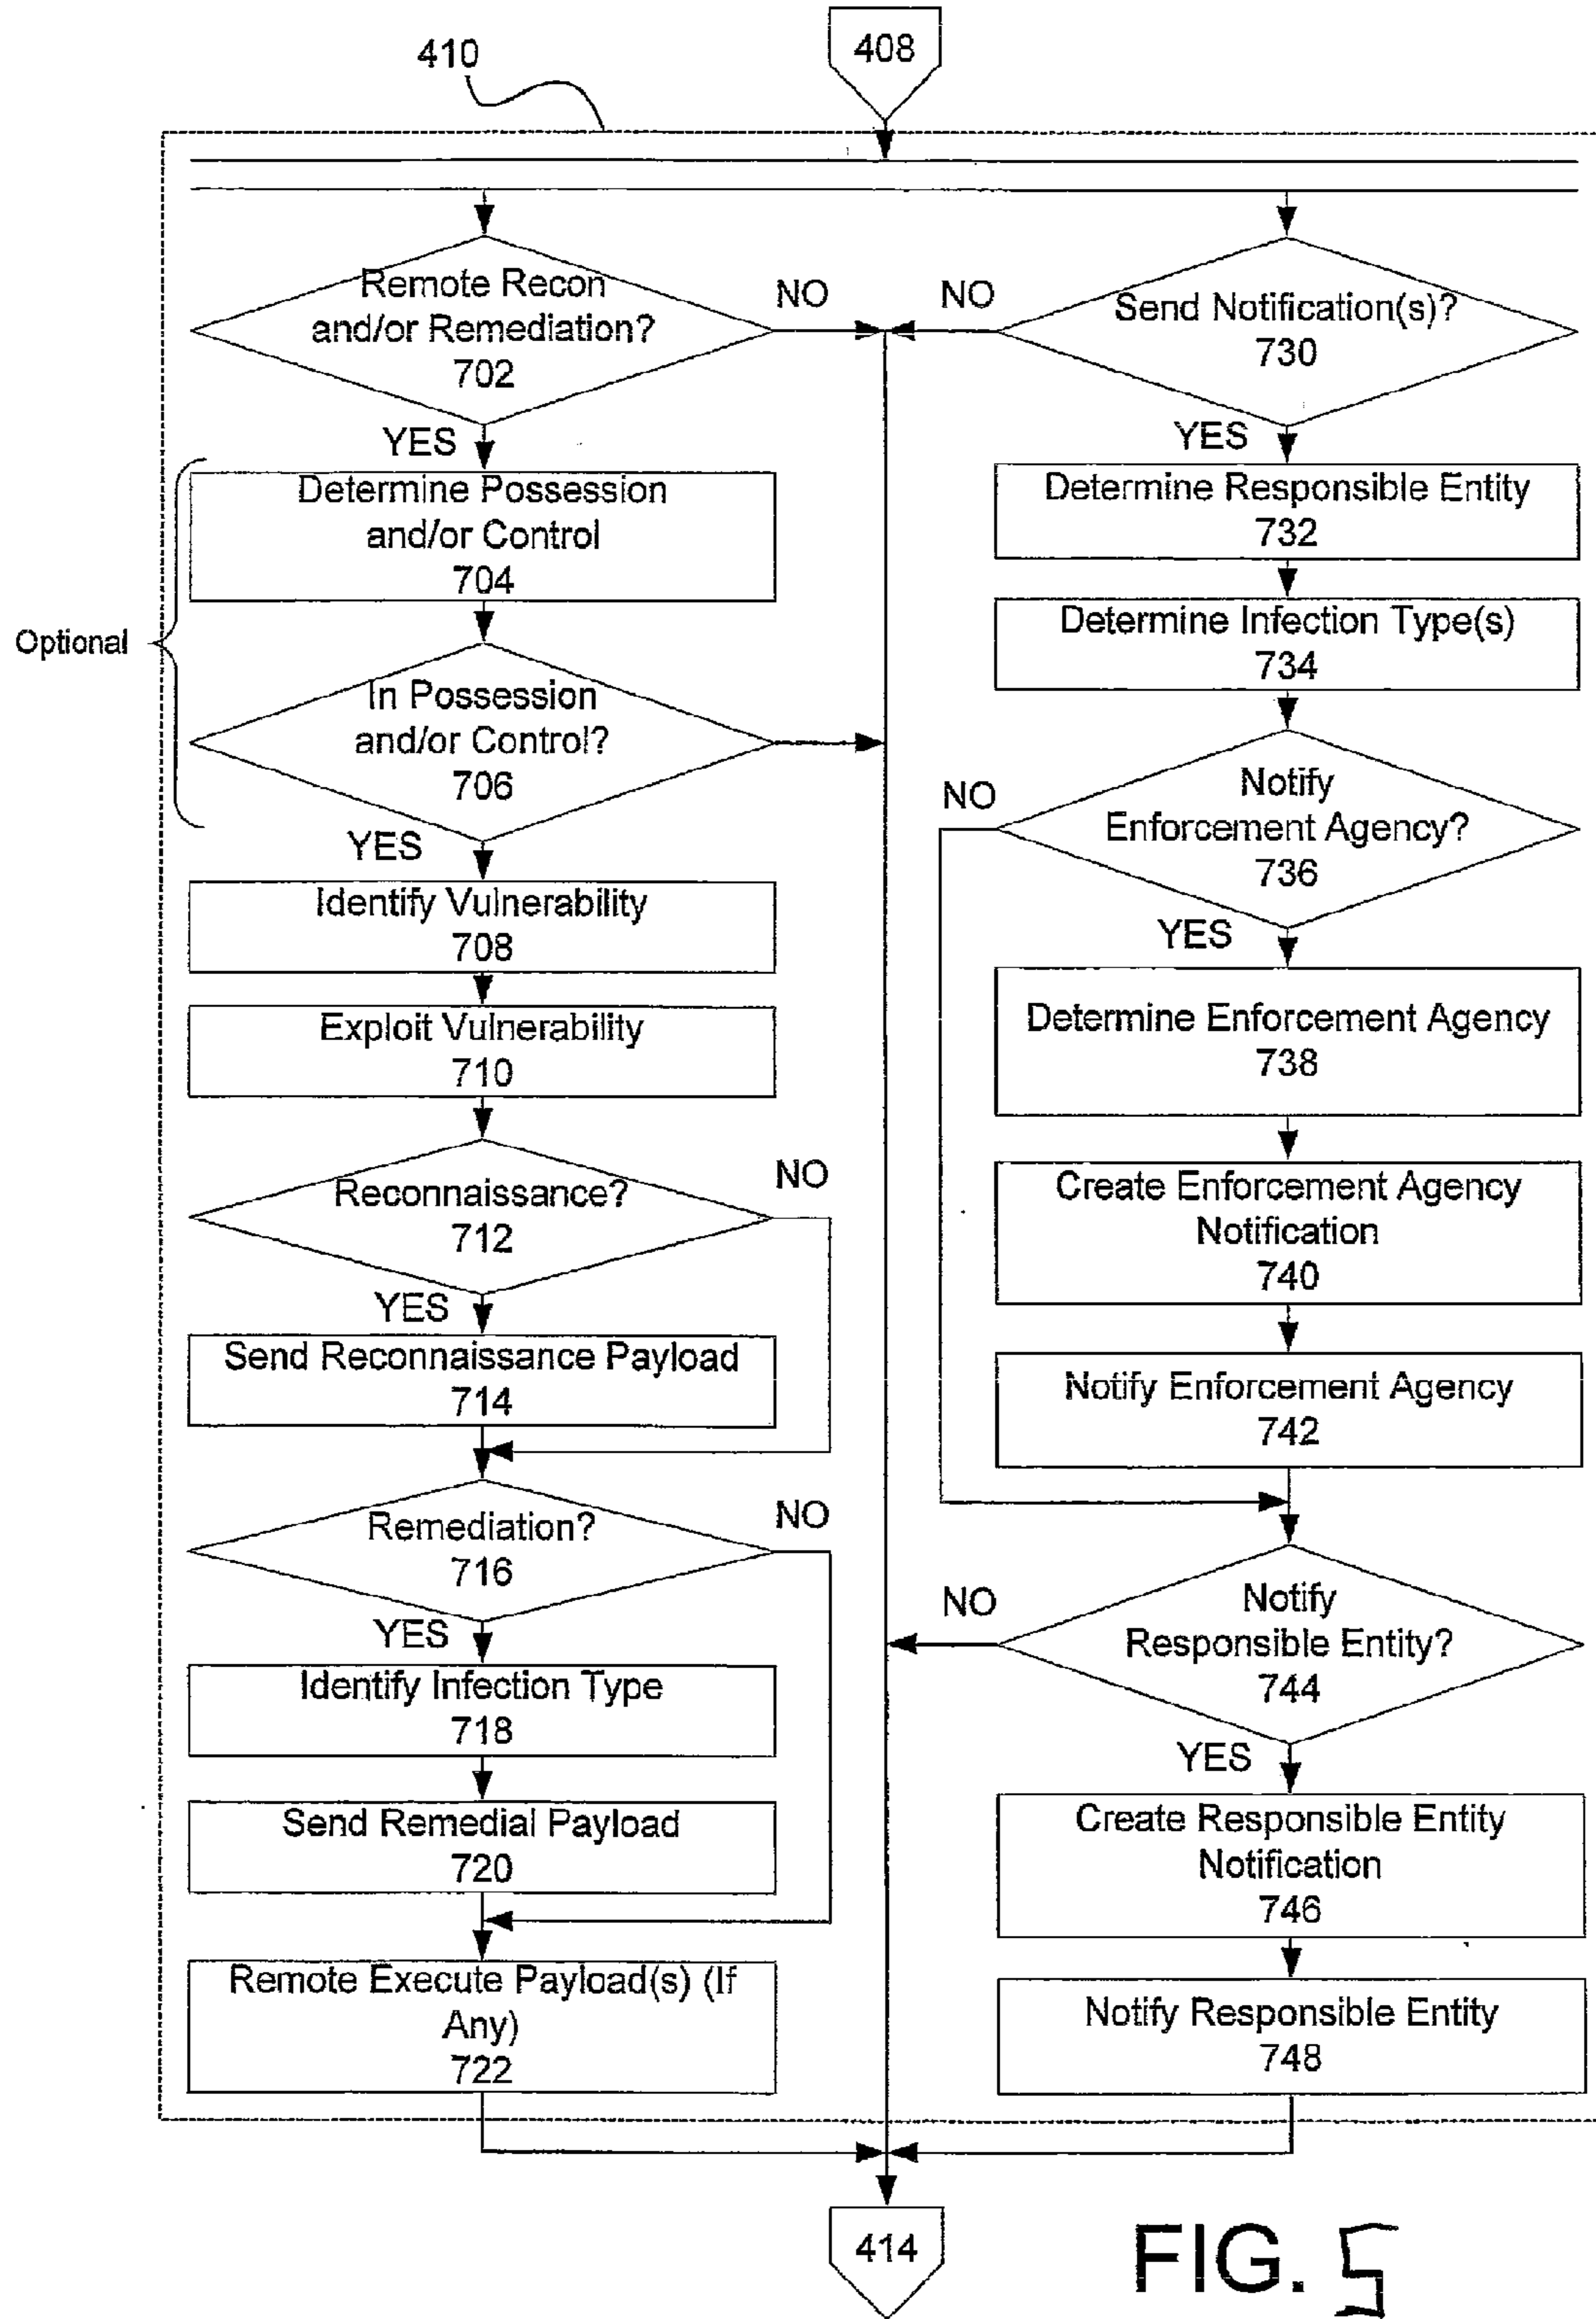 408
410
Remote Recon
and/or Remediation?
702
NO
YES
Optional
Determine Possession
and/or Control
704
In Possession
and/or Control?
706
YES
Identify Vulnerability
708
Exploit Vulnerability
710
Reconnaissance?
712
NO
YES
Send Reconnaissance Payload
714
Remediation?
716
NO
YES
Identify Infection Type
718
Send Remedial Payload
720
Remote Execute Payload(s) (If
Any)
722
Send Notification(s)?
730
NO
YES
Determine Responsible Entity
732
Determine Infection Type(s)
734
Notify
Enforcement Agency?
736
NO
YES
Determine Enforcement Agency
738
Create Enforcement Agency
Notification
740
Notify Enforcement Agency
742
Notify
Responsible Entity?
744
NO
YES
Create Responsible Entity
Notification
746
Notify Responsible Entity
748
414
FIG. 5